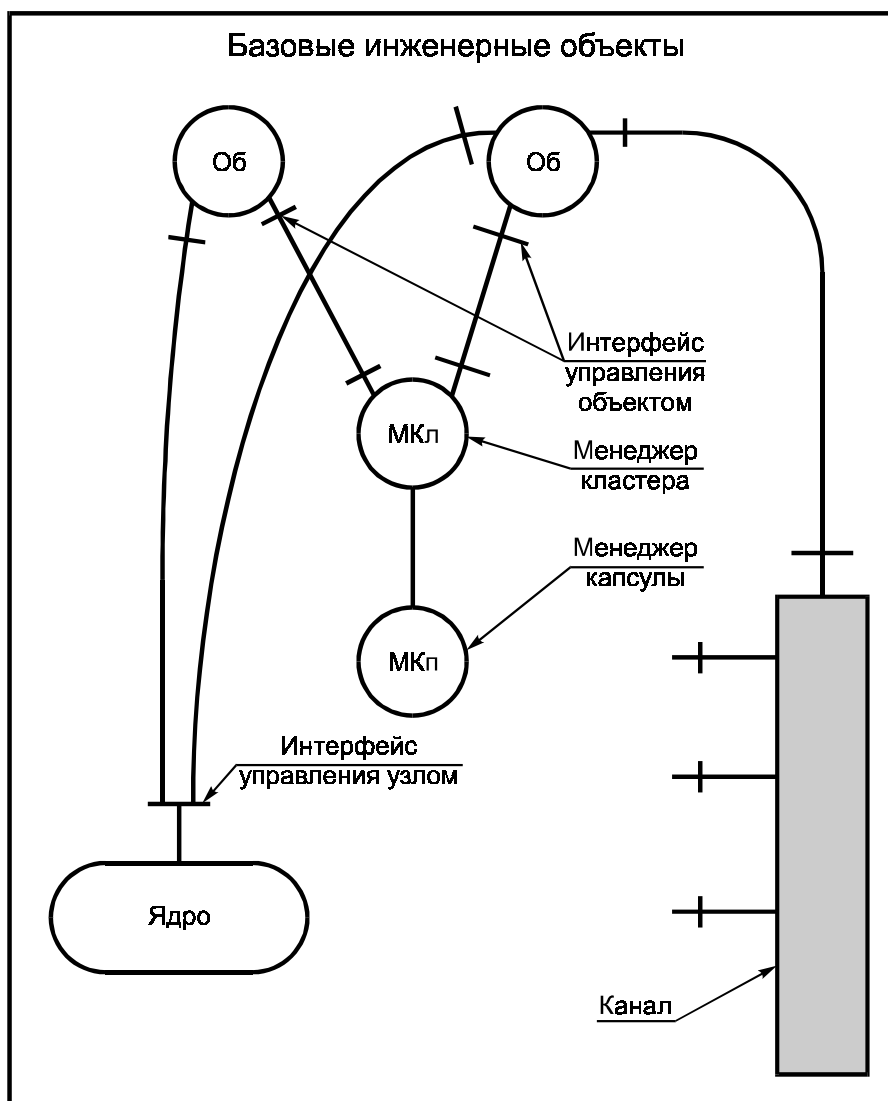 Базовые инженерные объекты
Об
Об
Интерфейс
управления
объектом
МКл
Менеджер
кластера
Менеджер
капсулы
МКп
Интерфейс
управления узлом
Ядро
Канал